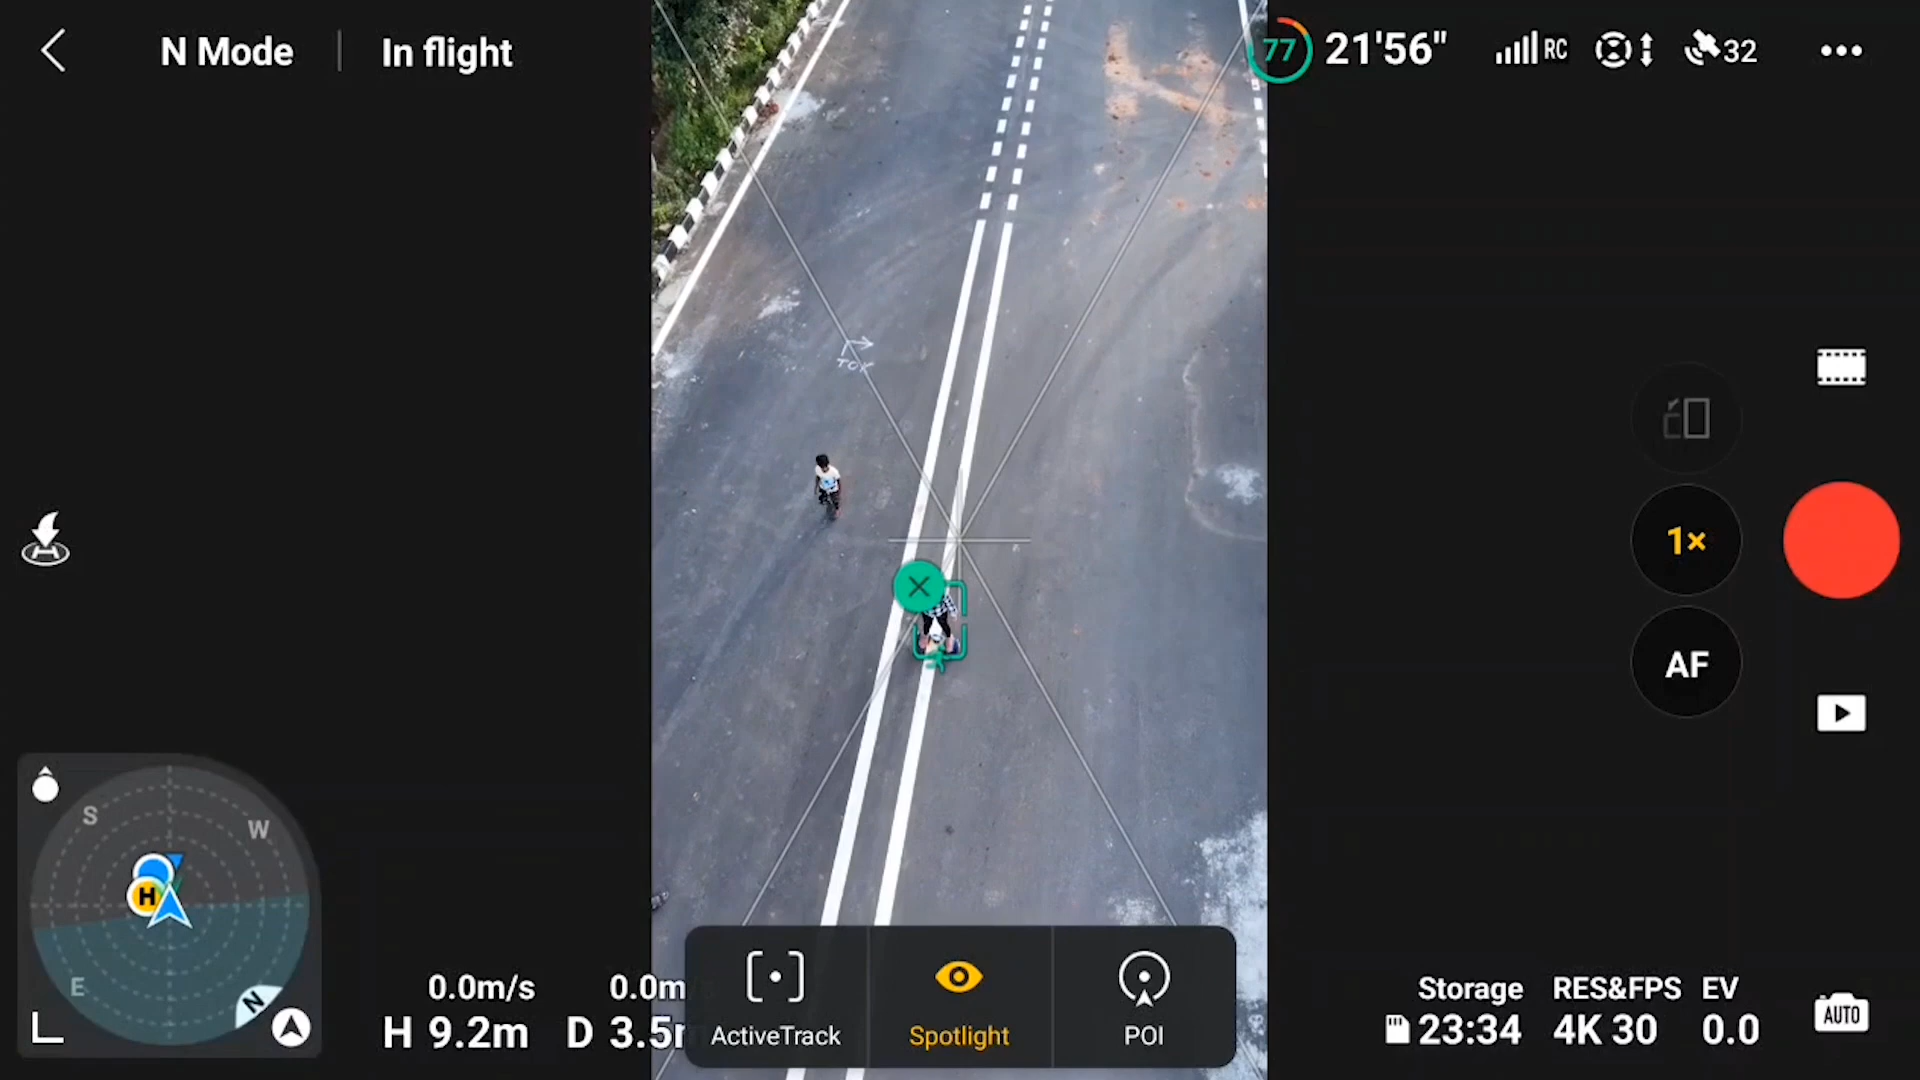 N Mode
In flight
77
21'56"
RC
32
TOY
1×
AF
S
W
H
E
N
0.0m/s
0.0m
H 9.2m
D 3.5
ActiveTrack
Spotlight
POI
Storage
23:34
RES&FPS
4K 30
EV
0.0
AUTO